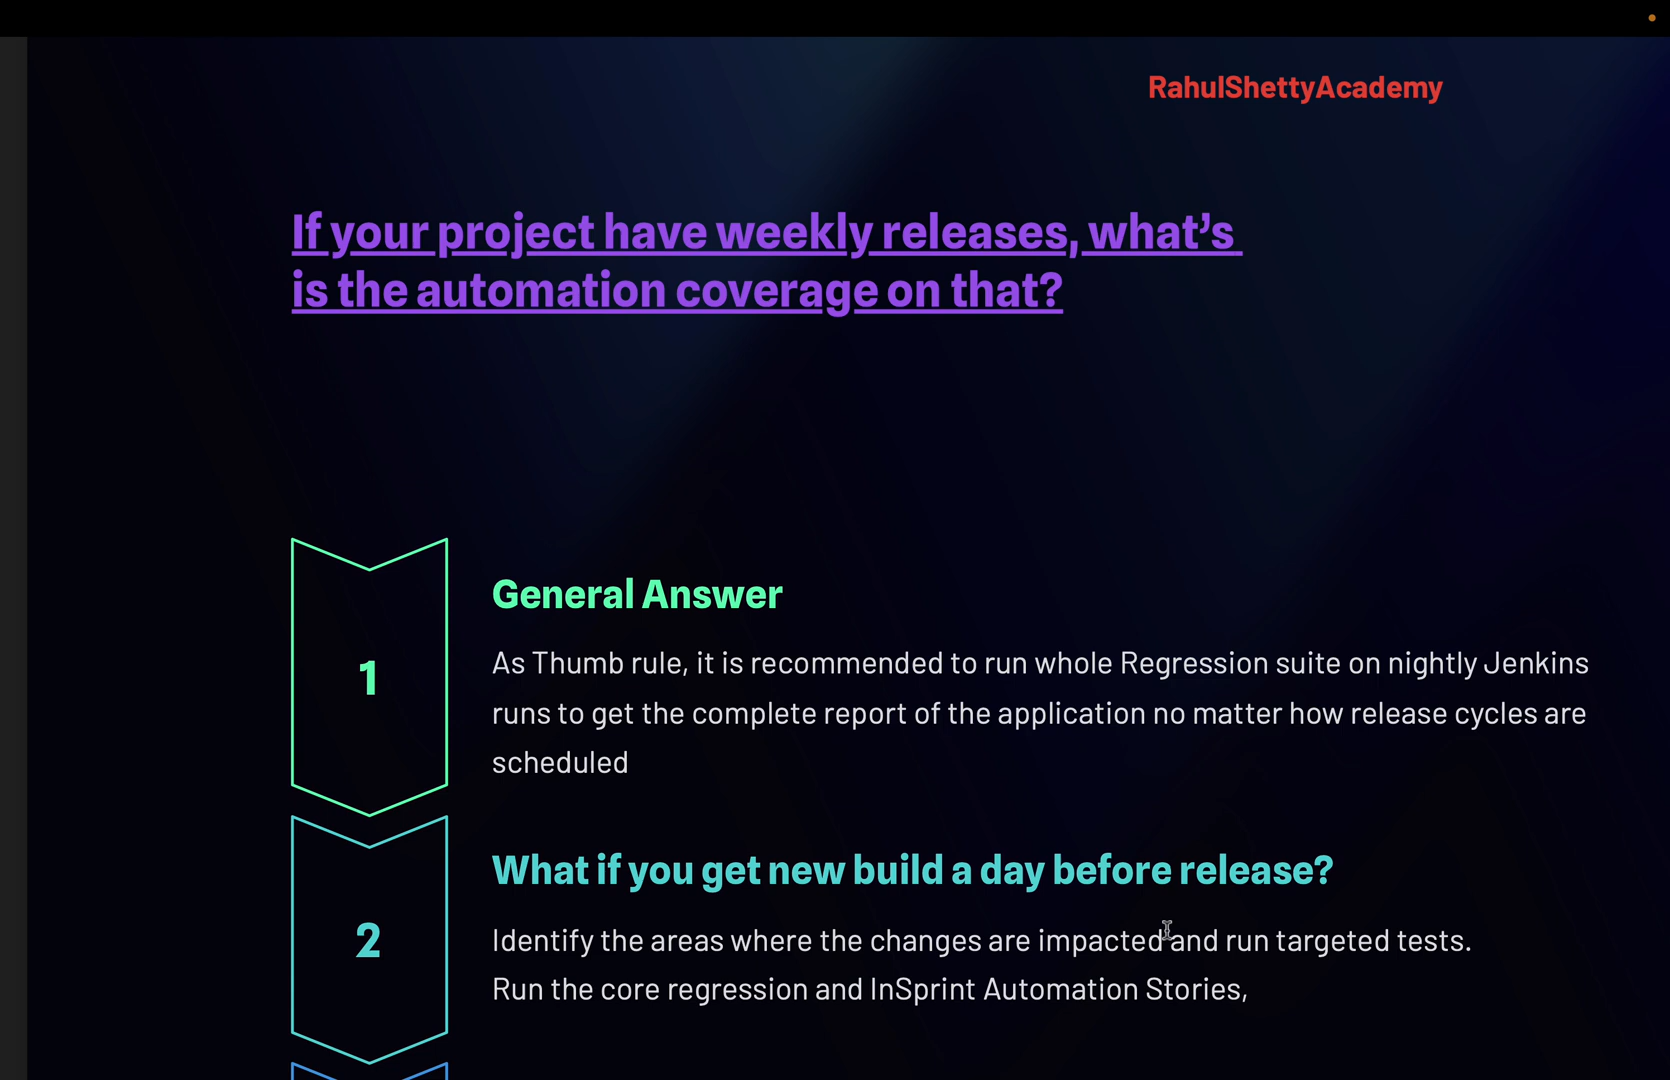 RahulShettyAcademy
If your project have weekly releases, what’s
is the automation coverage on that?
1
General Answer
As Thumb rule, it is recommended to run whole Regression suite on nightly Jenkins
runs to get the complete report of the application no matter how release cycles are
scheduled
2
What if you get new build a day before release?
Identify the areas where the changes are impacted and run targeted tests.
Run the core regression and InSprint Automation Stories,